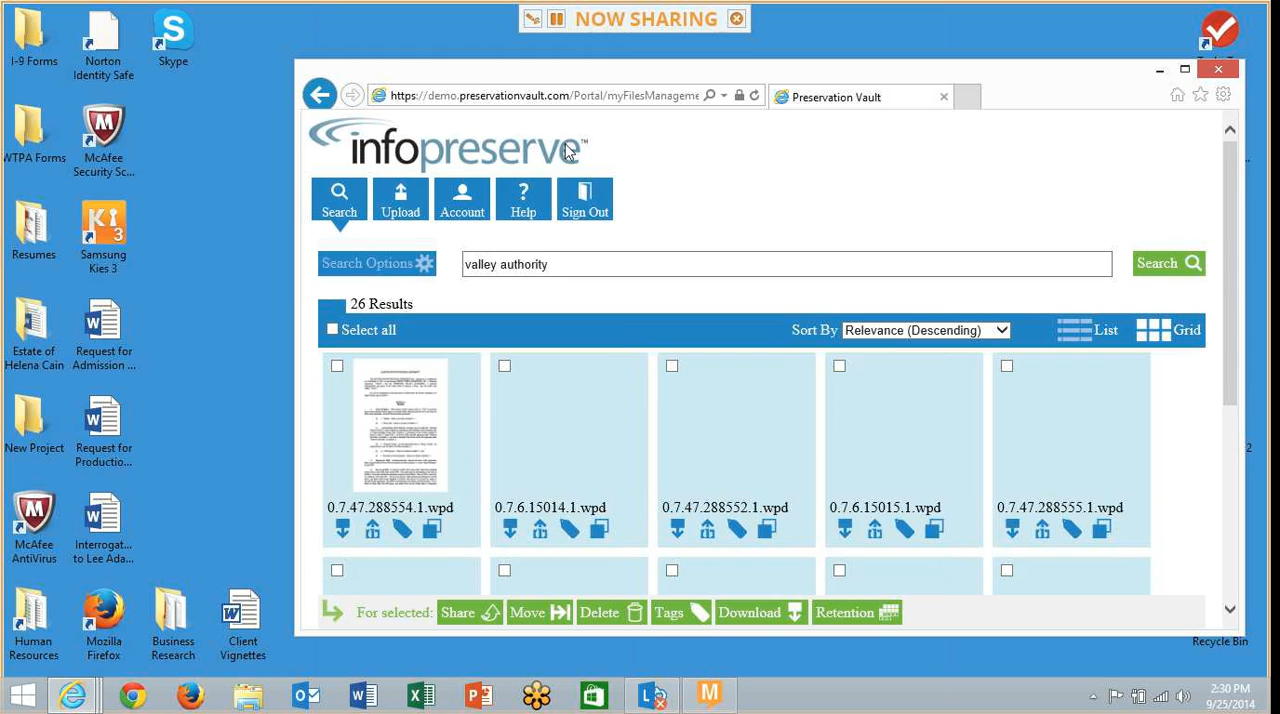 NOW SHARING
I-9 Forms
Norton
Identity Safe
Skype
WTPA Forms
McAfee
Security Sc...
Resumes
Samsung
Kies 3
Estate of
Helena Cain
Request for
Admission ...
New Project
Request for
Productio...
McAfee
AntiVirus
Interrogat...
to Lee Ada...
Human
Resources
Mozilla
Firefox
Business
Research
Client
Vignettes
Recycle Bin
https://demo.preservationvault.com/Portal/myFilesManageme
Preservation Vault
infopreserve™
Search
Upload
Account
Help
Sign Out
Search Options
valley authority
Search
26 Results
Select all
Sort By
Relevance (Descending)
List
Grid
0.7.47.288554.1.wpd
0.7.6.15014.1.wpd
0.7.47.288552.1.wpd
0.7.6.15015.1.wpd
0.7.47.288555.1.wpd
For selected:
Share
Move
Delete
Tags
Download
Retention
2:30 PM
9/25/2014